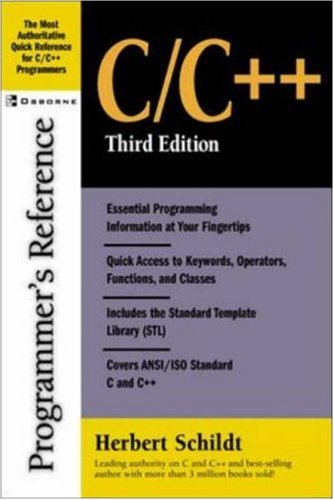 The Most
Authoritative
Quick Reference
for C/C++
Programmers
OSBORNE
Programmer's Reference
C/C++
Third Edition
Essential Programming
Information at Your Fingertips
Quick Access to Keywords, Operators,
Functions, and Classes
Includes the Standard Template
Library (STL)
Covers ANSI/ISO Standard
C and C++
Herbert Schildt
Leading authority on C and C++ and best-selling
author with more than 3 million books sold!